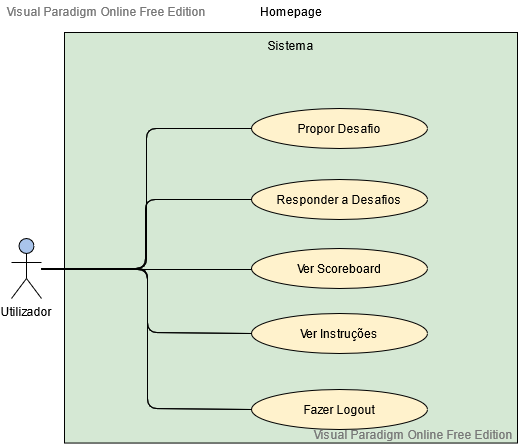 Visual Paradigm Online Free Edition
Homepage
Sistema
Propor Desafio
Responder a Desafios
Ver Scoreboard
Utilizador
Ver Instruções
Fazer Logout
Visual Paradigm Online Free Edition